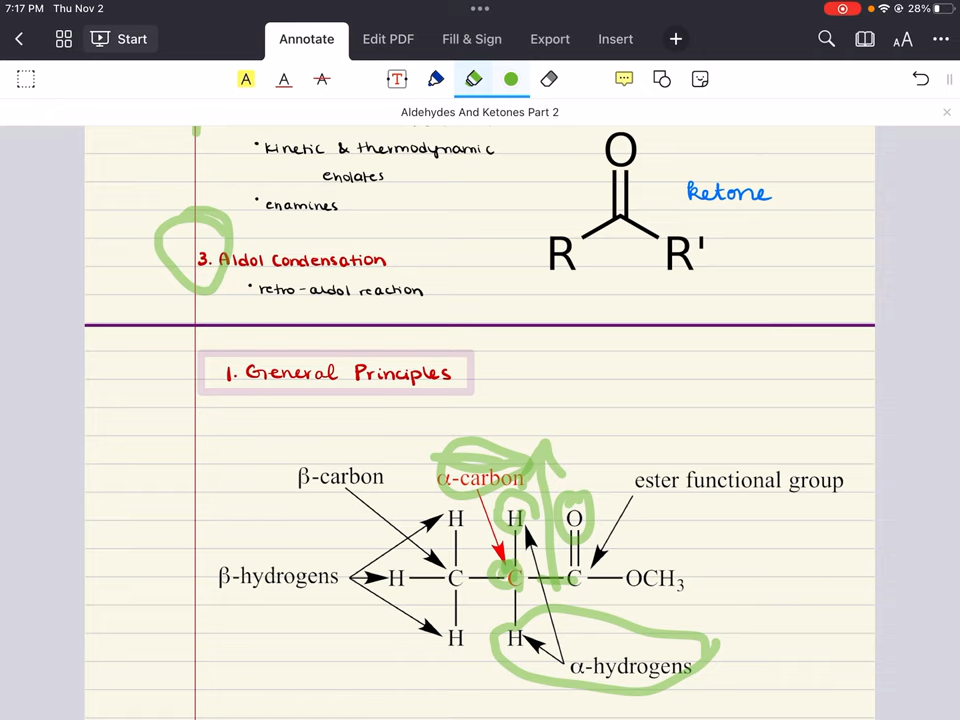 7:17 PM Thu Nov 2
28%
Start
Annotate
Edit PDF
Fill & Sign
Export
Insert
AA
A
A
A
T
Aldehydes And Ketones Part 2
• kinetic & thermodynamic
enolates
• enamines
3. Aldol Condensation
• retro-aldol reaction
O
R
R'
ketone
1. General Principles
β-carbon
α-carbon
ester functional group
H H O
β-hydrogens
H C C C OCH₃
H H
α-hydrogens